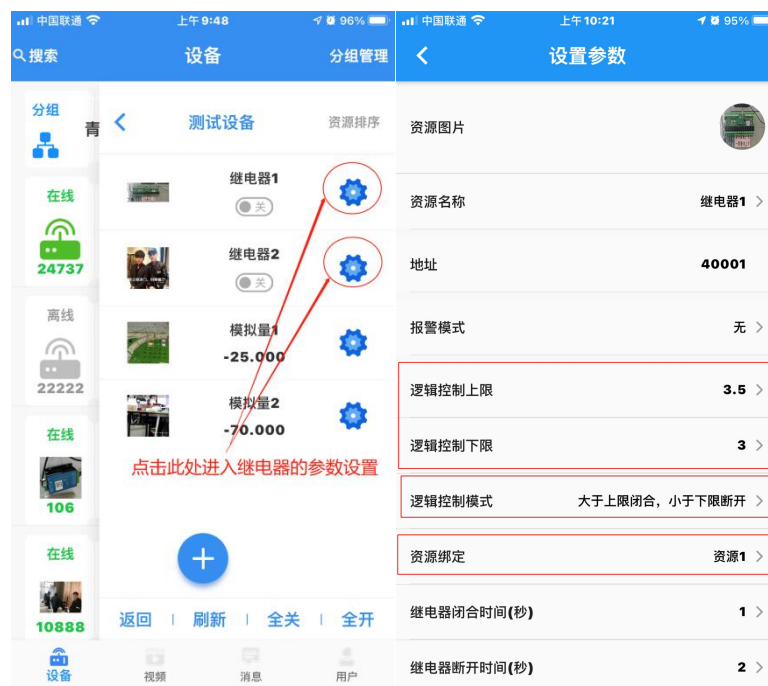 中国联通 上午9:48 96%
搜索 设备 分组管理
分组
青
测试设备 资源排序
在线
24737
继电器1
关
继电器2
关
离线
22222
模拟量1
-25.000
模拟量2
-70.000
在线
106
点击此处进入继电器的参数设置
在线
10888
+
返回 刷新 全关 全开
设备 视频 消息 用户
中国联通 上午10:21 95%
设置参数
资源图片
资源名称 继电器1
地址 40001
报警模式 无
逻辑控制上限 3.5
逻辑控制下限 3
逻辑控制模式 大于上限闭合，小于下限断开
资源绑定 资源1
继电器闭合时间(秒) 1
继电器断开时间(秒) 2